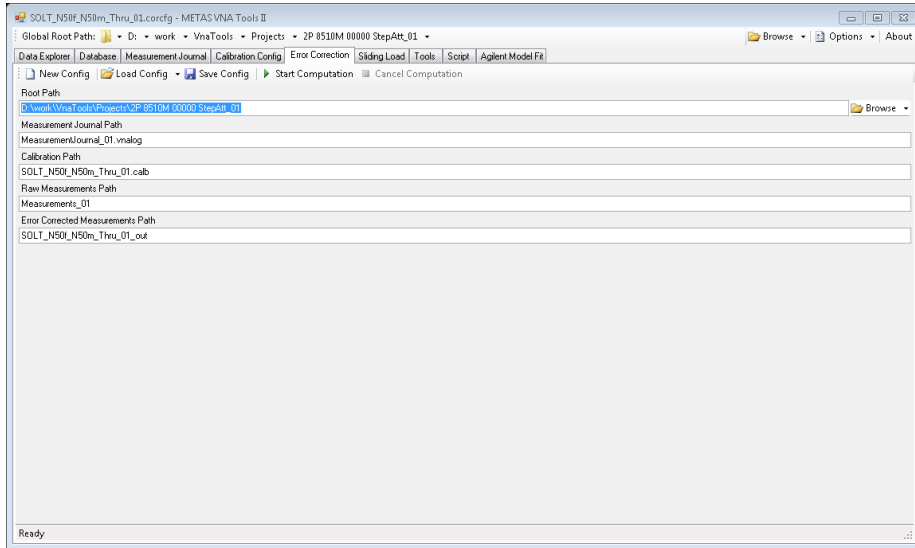 SOLT_N50f_N50m_Thru_01.corcfg - METAS VNA Tools II
Global Root Path: D: work VnaTools Projects 2P 8510M 00000 StepAtt_01 Browse Options About
Data Explorer Database Measurement Journal Calibration Config Error Correction Sliding Load Tools Script Agilent Model Fit
New Config Load Config Save Config Start Computation Cancel Computation
Root Path
D:\work\VnaTools\Projects\2P 8510M 00000 StepAtt_01 Browse
Measurement Journal Path
MeasurementJournal_01.vnalog
Calibration Path
SOLT_N50f_N50m_Thru_01.calb
Raw Measurements Path
Measurements_01
Error Corrected Measurements Path
SOLT_N50f_N50m_Thru_01_out
Ready